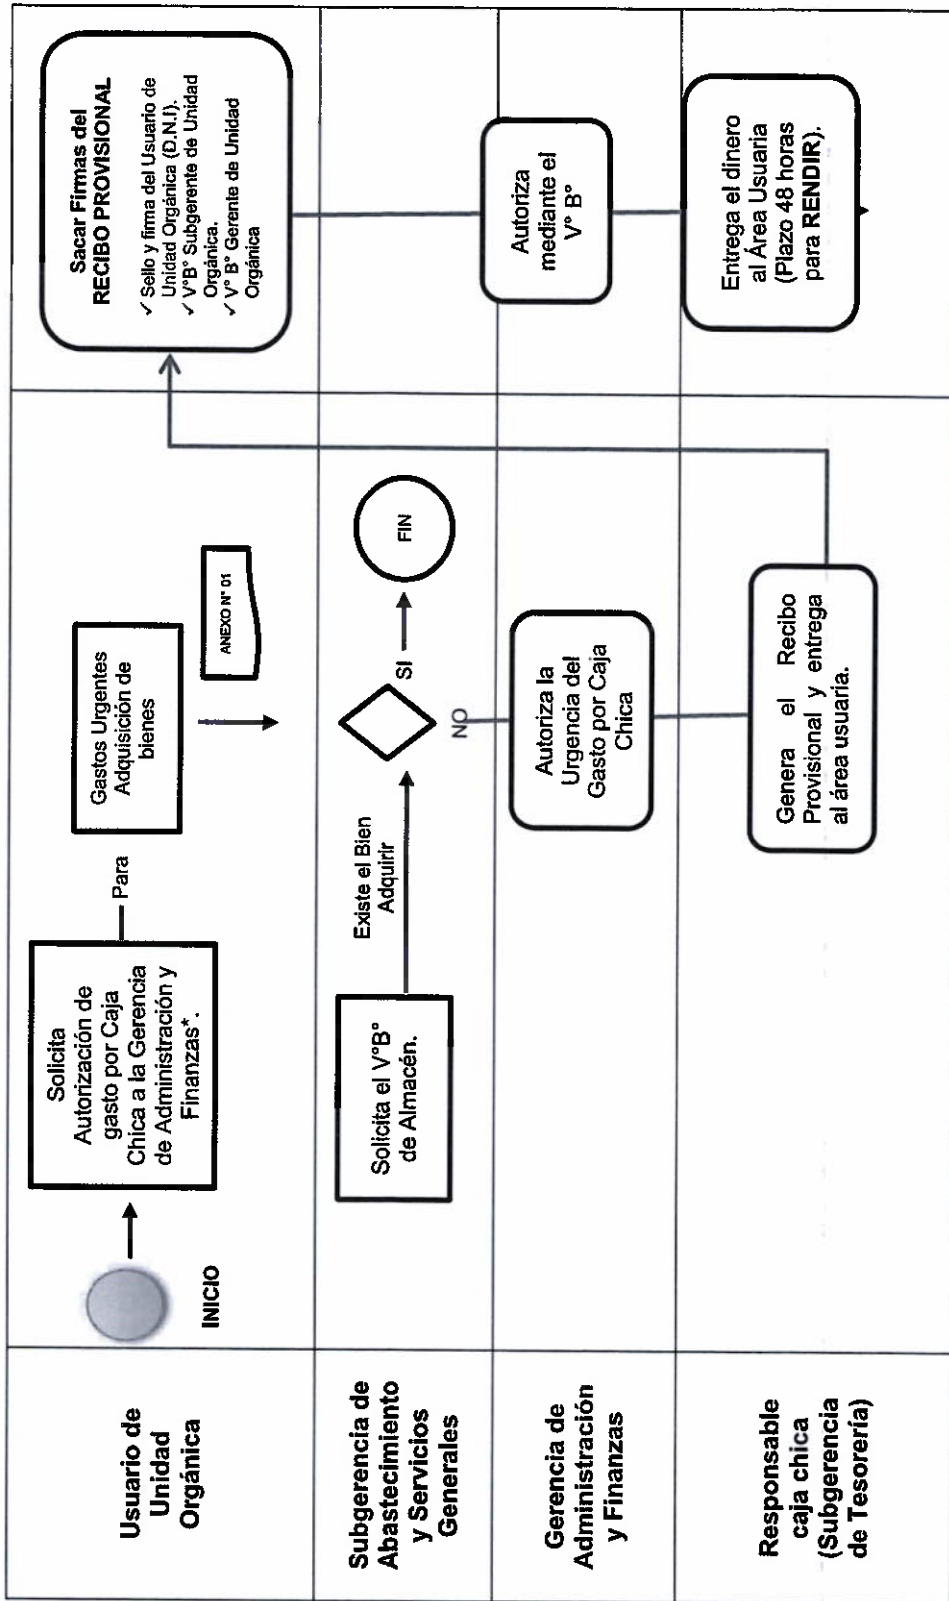 Usuario de
Unidad
Orgánica
INICIO
Solicita
Autorización de
gasto por Caja
Chica a la Gerencia
de Administración y
Finanzas*.
Para
Gastos Urgentes
Adquisición de
bienes
ANEXO N° 01
Sacar Firmas del
RECIBO PROVISIONAL
✓ Sello y firma del Usuario de
Unidad Orgánica (D.N.I).
✓ V°B° Subgerente de Unidad
Orgánica.
✓ V° B° Gerente de Unidad
Orgánica
Subgerencia de
Abastecimiento
y Servicios
Generales
Solicita el V°B°
de Almacén.
Existe el Bien
Adquirir
SI
FIN
NO
Gerencia de
Administración
y Finanzas
Autoriza la
Urgencia del
Gasto por Caja
Chica
Autoriza
mediante el
V° B°
Responsable
caja chica
(Subgerencia
de Tesorería)
Genera el Recibo
Provisional y entrega
al área usuaria.
Entrega el dinero
al Área Usuaria
(Plazo 48 horas
para RENDIR).